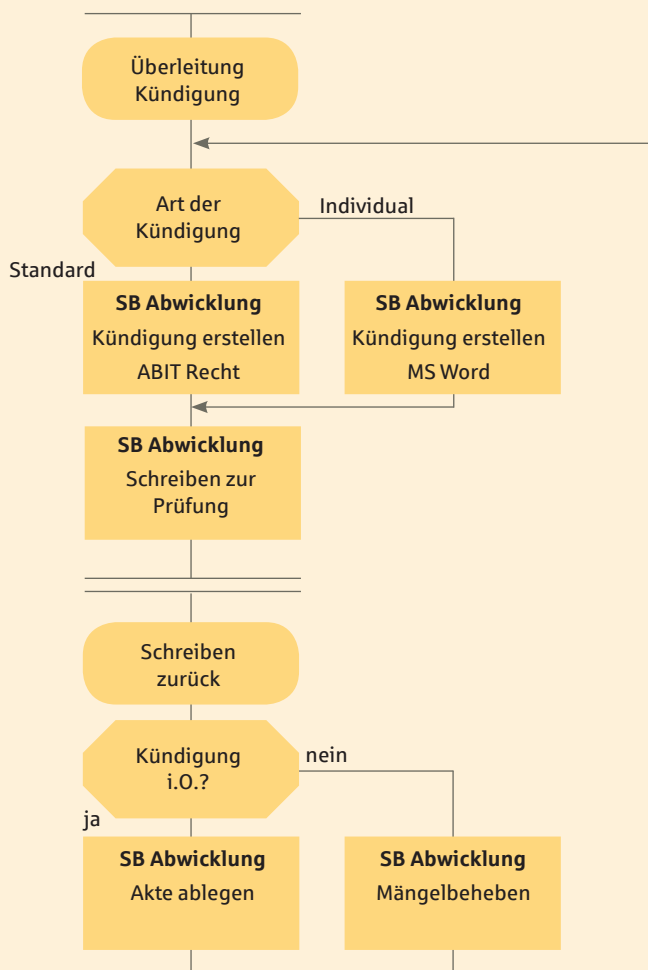 Überleitung
Kündigung
Art der
Kündigung
Individual
Standard
SB Abwicklung
Kündigung erstellen
ABIT Recht
SB Abwicklung
Kündigung erstellen
MS Word
SB Abwicklung
Schreiben zur
Prüfung
Schreiben
zurück
Kündigung
i.O.?
nein
ja
SB Abwicklung
Akte ablegen
SB Abwicklung
Mängelbeheben